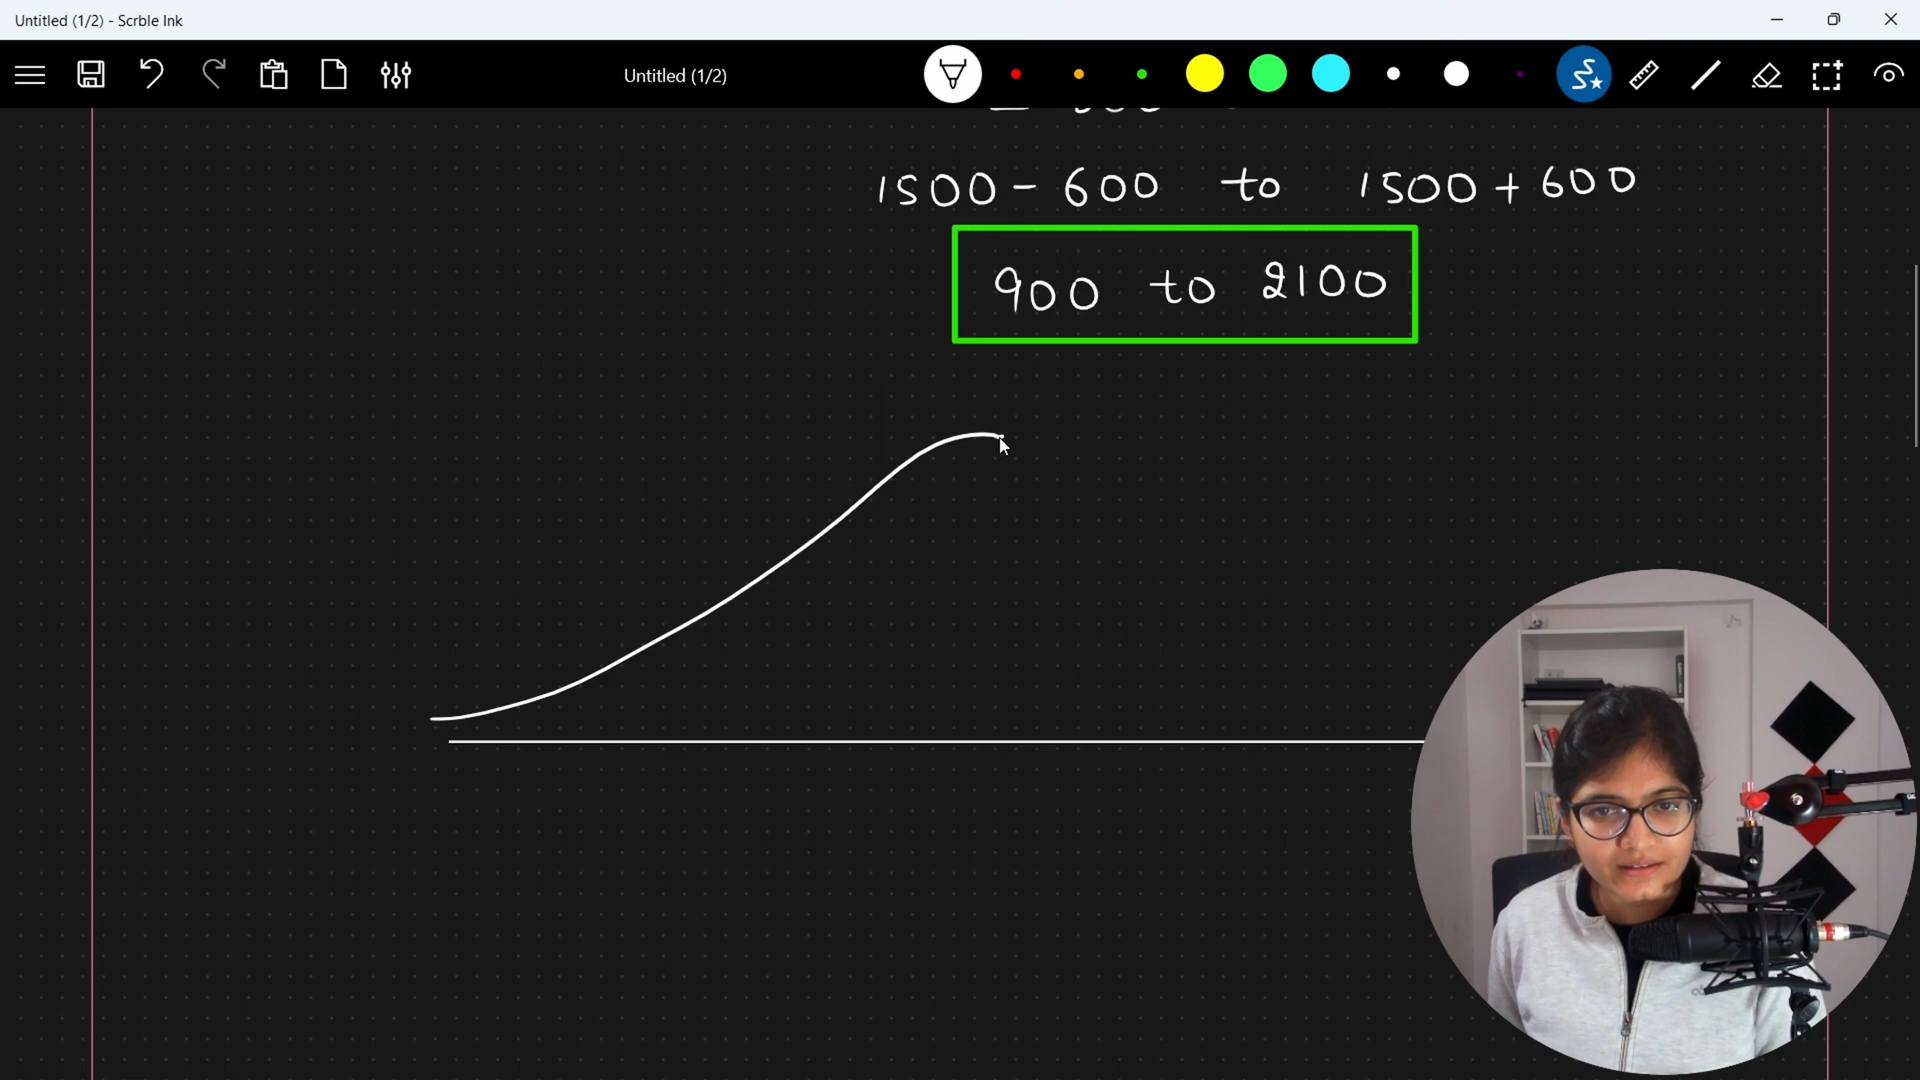 Untitled (1/2) - Scrble Ink
Untitled (1/2)
1500 - 600 to 1500 + 600
900 to 2100